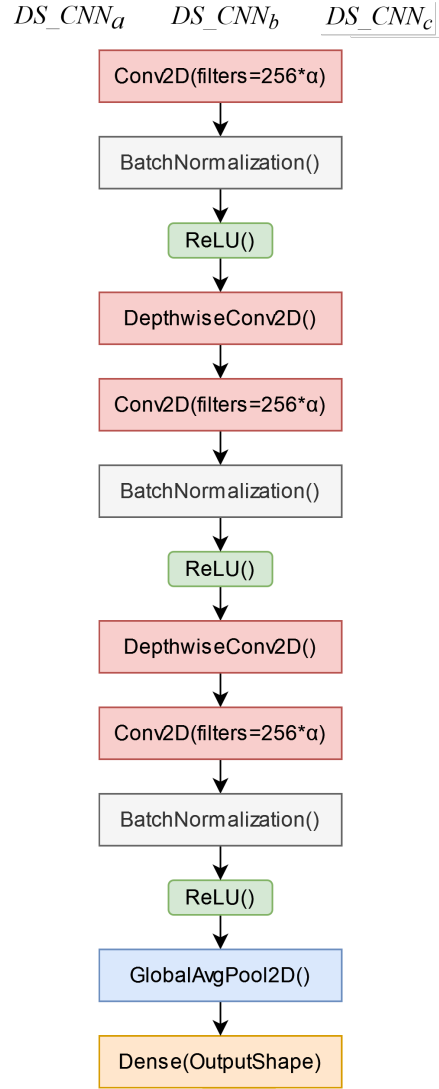 DS_CNNa DS_CNNb DS_CNNc
Conv2D(filters=256*α)
BatchNormalization()
ReLU()
DepthwiseConv2D()
Conv2D(filters=256*α)
BatchNormalization()
ReLU()
DepthwiseConv2D()
Conv2D(filters=256*α)
BatchNormalization()
ReLU()
GlobalAvgPool2D()
Dense(OutputShape)